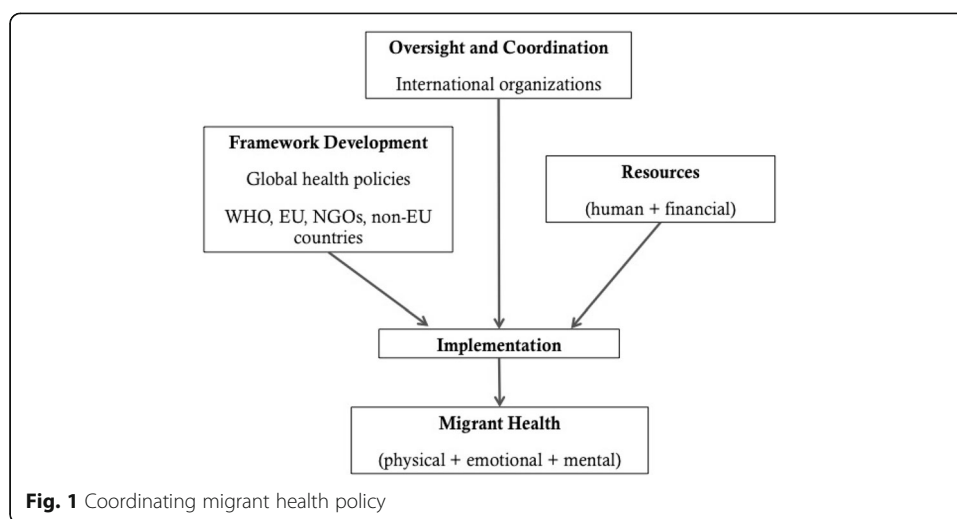 Oversight and Coordination
International organizations
Framework Development
Global health policies
WHO, EU, NGOs, non-EU
countries
Resources
(human + financial)
Implementation
Migrant Health
(physical + emotional + mental)
Fig. 1 Coordinating migrant health policy